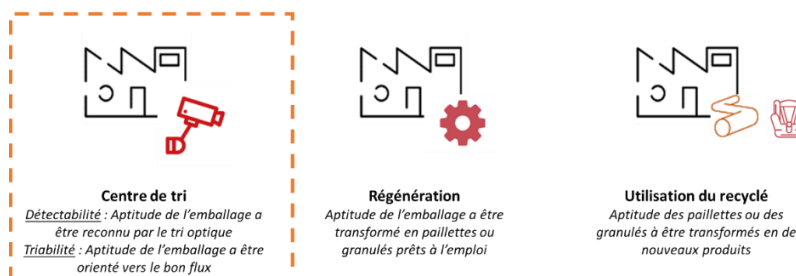 Centre de tri
Détectabilité : Aptitude de l'emballage a
être reconnu par le tri optique
Triabilité : Aptitude de l'emballage a être
orienté vers le bon flux
Régénération
Aptitude de l'emballage a être
transformé en paillettes ou
granulés prêts à l'emploi
Utilisation du recyclé
Aptitude des paillettes ou des
granulés à être transformés en de
nouveaux produits